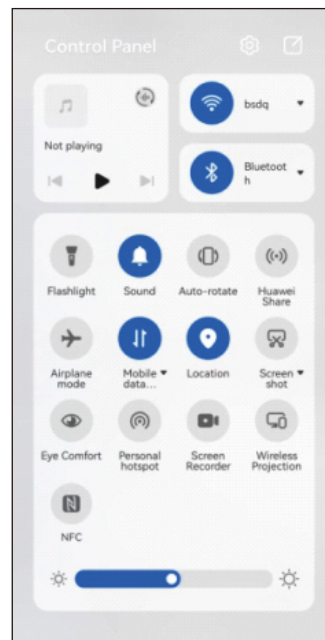 Control Panel
bsdq
Not playing
Bluetoot
h
Flashlight
Sound
Auto-rotate
Huawei
Share
Airplane
mode
Mobile
data...
Location
Screen
shot
Eye Comfort
Personal
hotspot
Screen
Recorder
Wireless
Projection
NFC